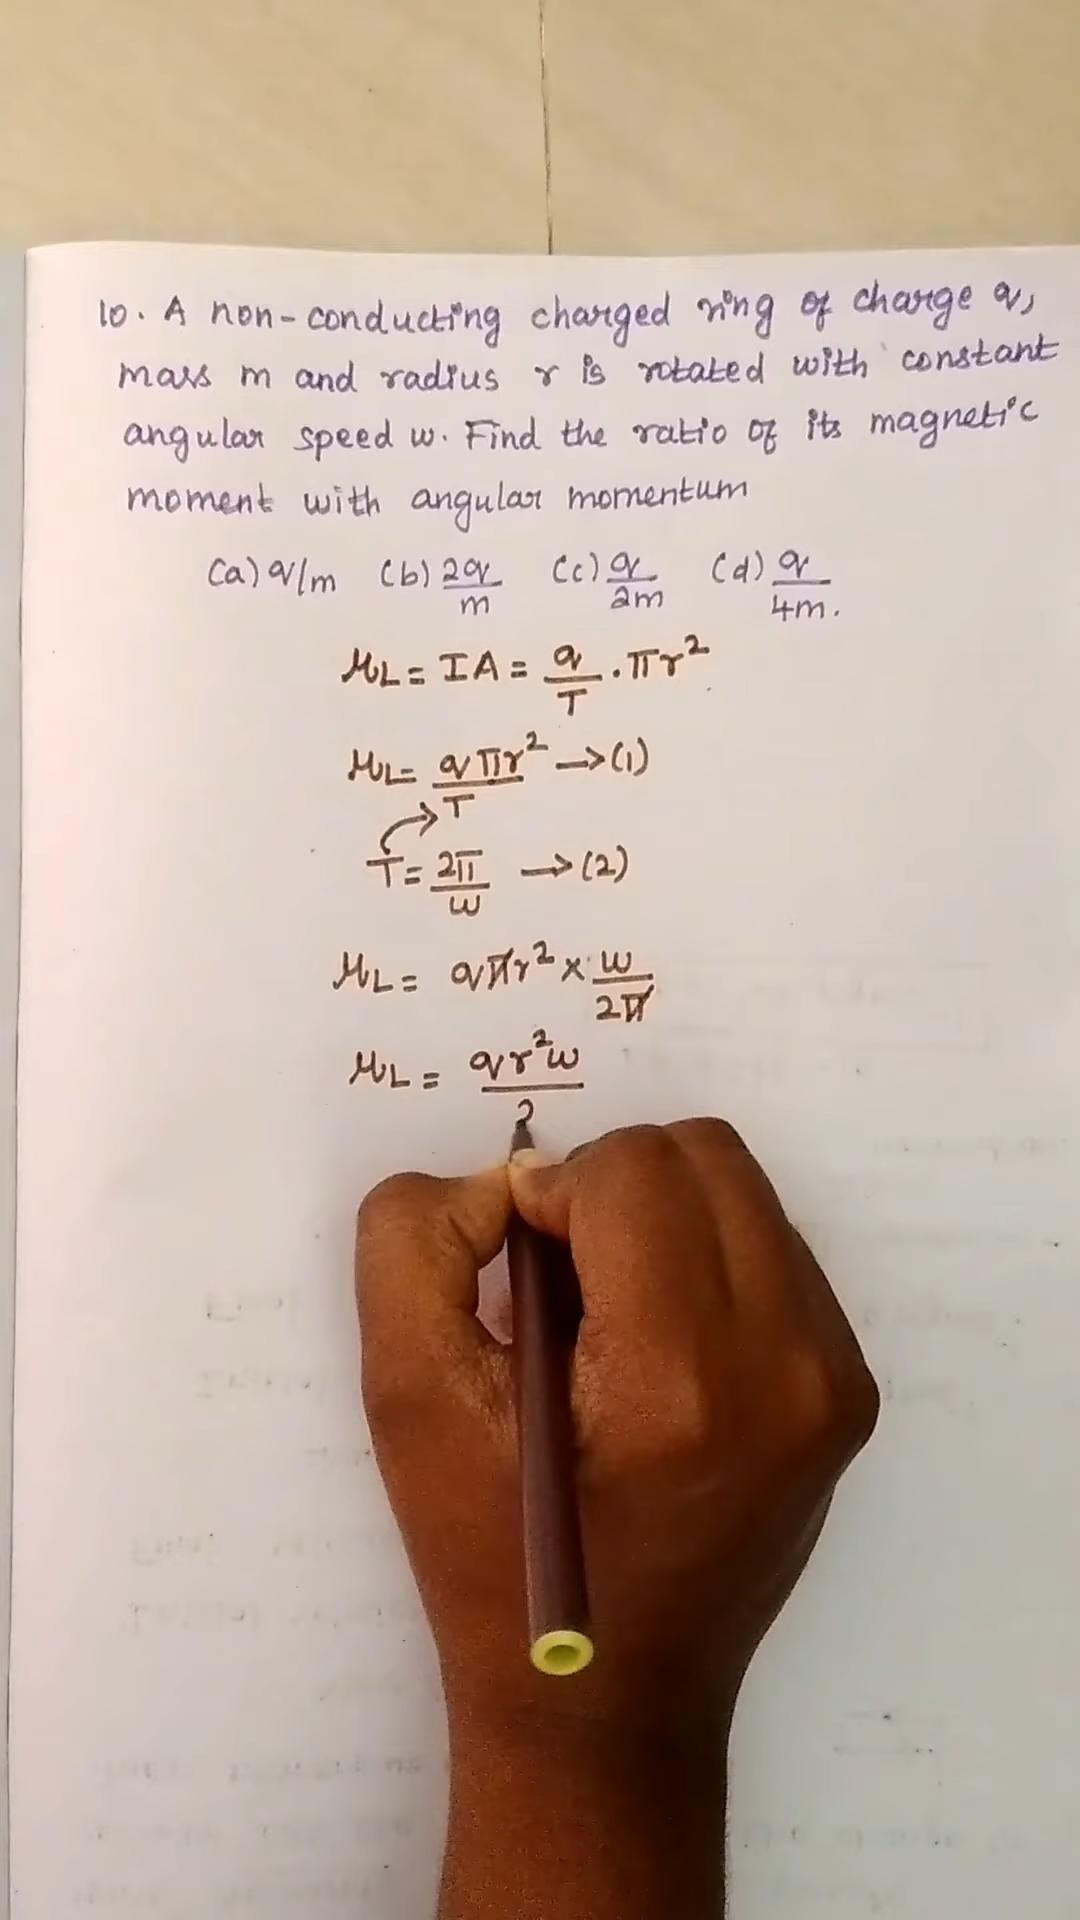 10. A non-conducting charged ring of charge q,
mass m and radius r is rotated with constant
angular speed w. Find the ratio of its magnetic
moment with angular momentum
(a) q/m (b) 2q/m (c) q/2m (d) q/4m.
μL = IA = q/T . πr²
μL = qπr²/T →(1)
T = 2π/ω →(2)
μL = qπr² × ω/2π
μL = qr²ω/2